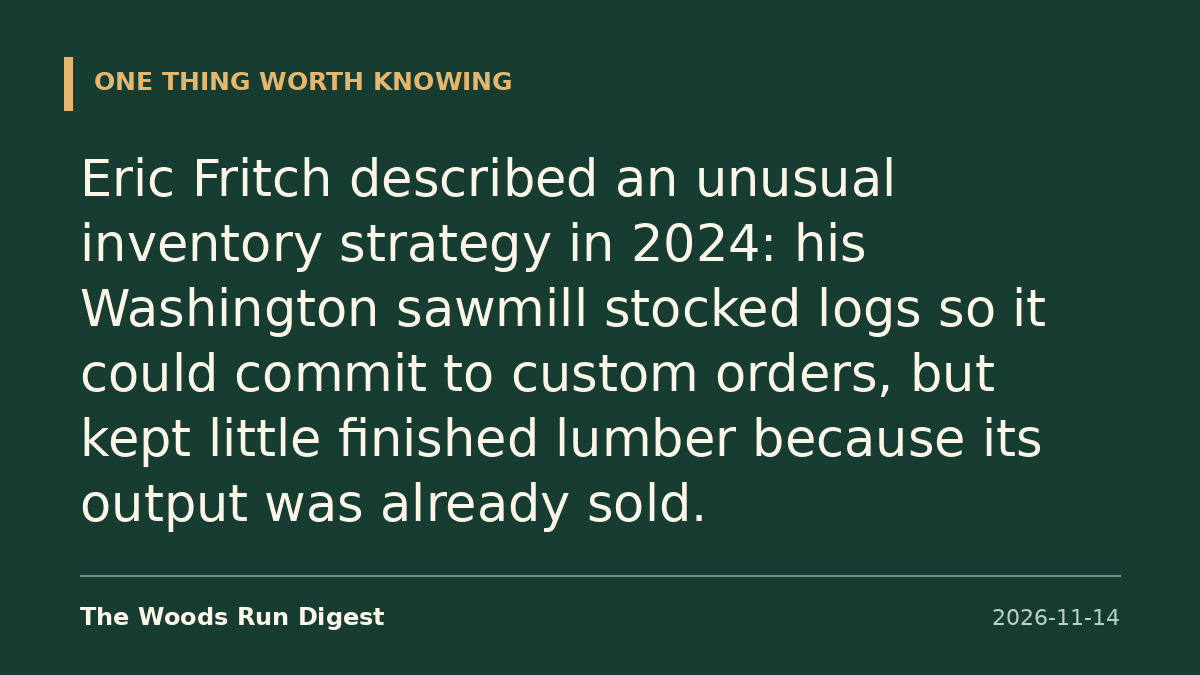 ONE THING WORTH KNOWING
Eric Fritch described an unusual
inventory strategy in 2024: his
Washington sawmill stocked logs so it
could commit to custom orders, but
kept little finished lumber because its
output was already sold.
The Woods Run Digest
2026-11-14